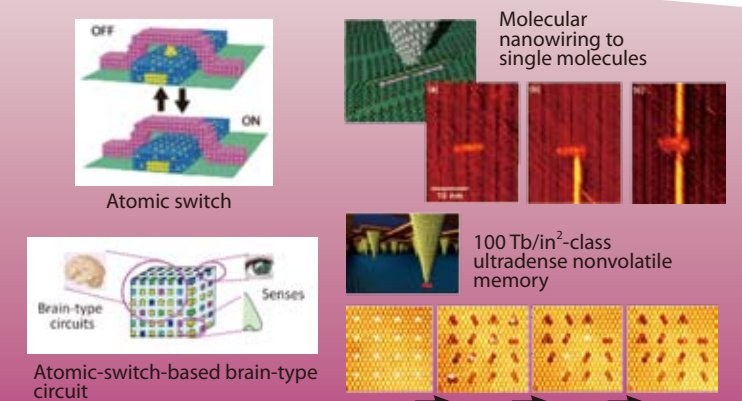 OFF
ON
Atomic switch
Molecular
nanowiring to
single molecules
(a)
(b)
(c)
10 nm
Brain-type
circuits
Senses
Atomic-switch-based brain-type
circuit
100 Tb/in²-class
ultradense nonvolatile
memory